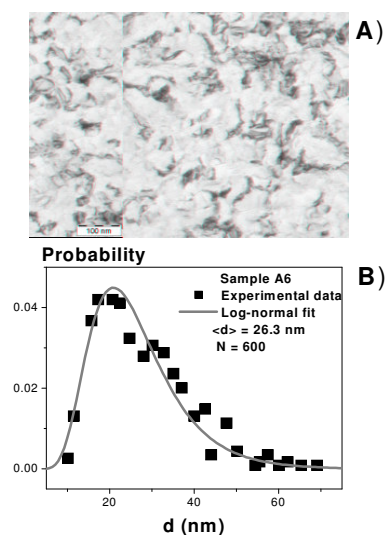 A)
100 nm
Probability
B)
Sample A6
Experimental data
Log-normal fit
<d> = 26.3 nm
N = 600
0.04
0.02
0.00
20
40
60
d (nm)